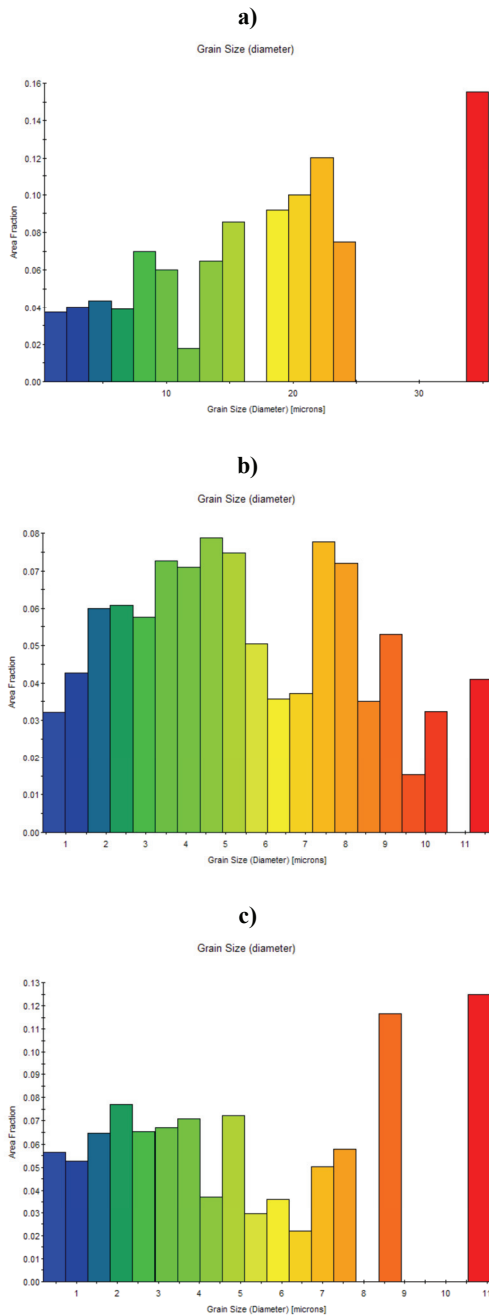 a)
Grain Size (diameter)
0.16
0.14
0.12
0.10
0.08
0.06
0.04
0.02
0.00
Area Fraction
10 20 30
Grain Size (Diameter) [microns]
b)
Grain Size (diameter)
0.08
0.07
0.06
0.05
0.04
0.03
0.02
0.01
0.00
Area Fraction
1 2 3 4 5 6 7 8 9 10 11
Grain Size (Diameter) [microns]
c)
Grain Size (diameter)
0.13
0.12
0.11
0.10
0.09
0.08
0.07
0.06
0.05
0.04
0.03
0.02
0.01
0.00
Area Fraction
1 2 3 4 5 6 7 8 9 10 11
Grain Size (Diameter) [microns]